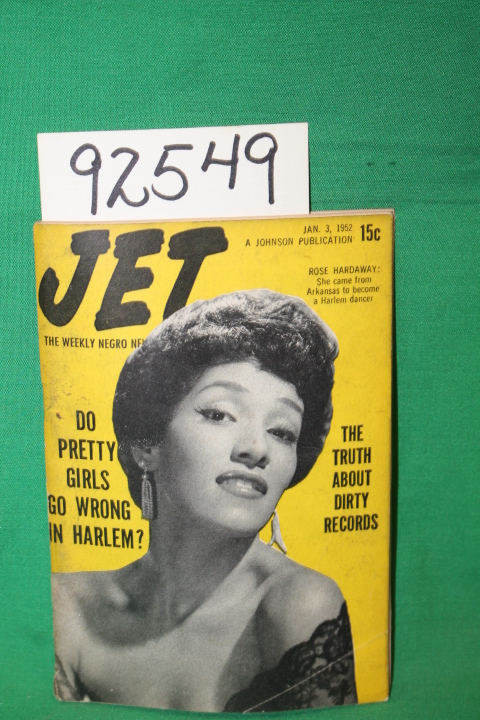 92549
JET
JAN. 3, 1952 15c
A JOHNSON PUBLICATION
ROSE HARDAWAY:
She came from
Arkansas to become
a Harlem dancer
THE WEEKLY NEGRO
DO
PRETTY
GIRLS
GO WRONG
IN HARLEM?
THE
TRUTH
ABOUT
DIRTY
RECORDS